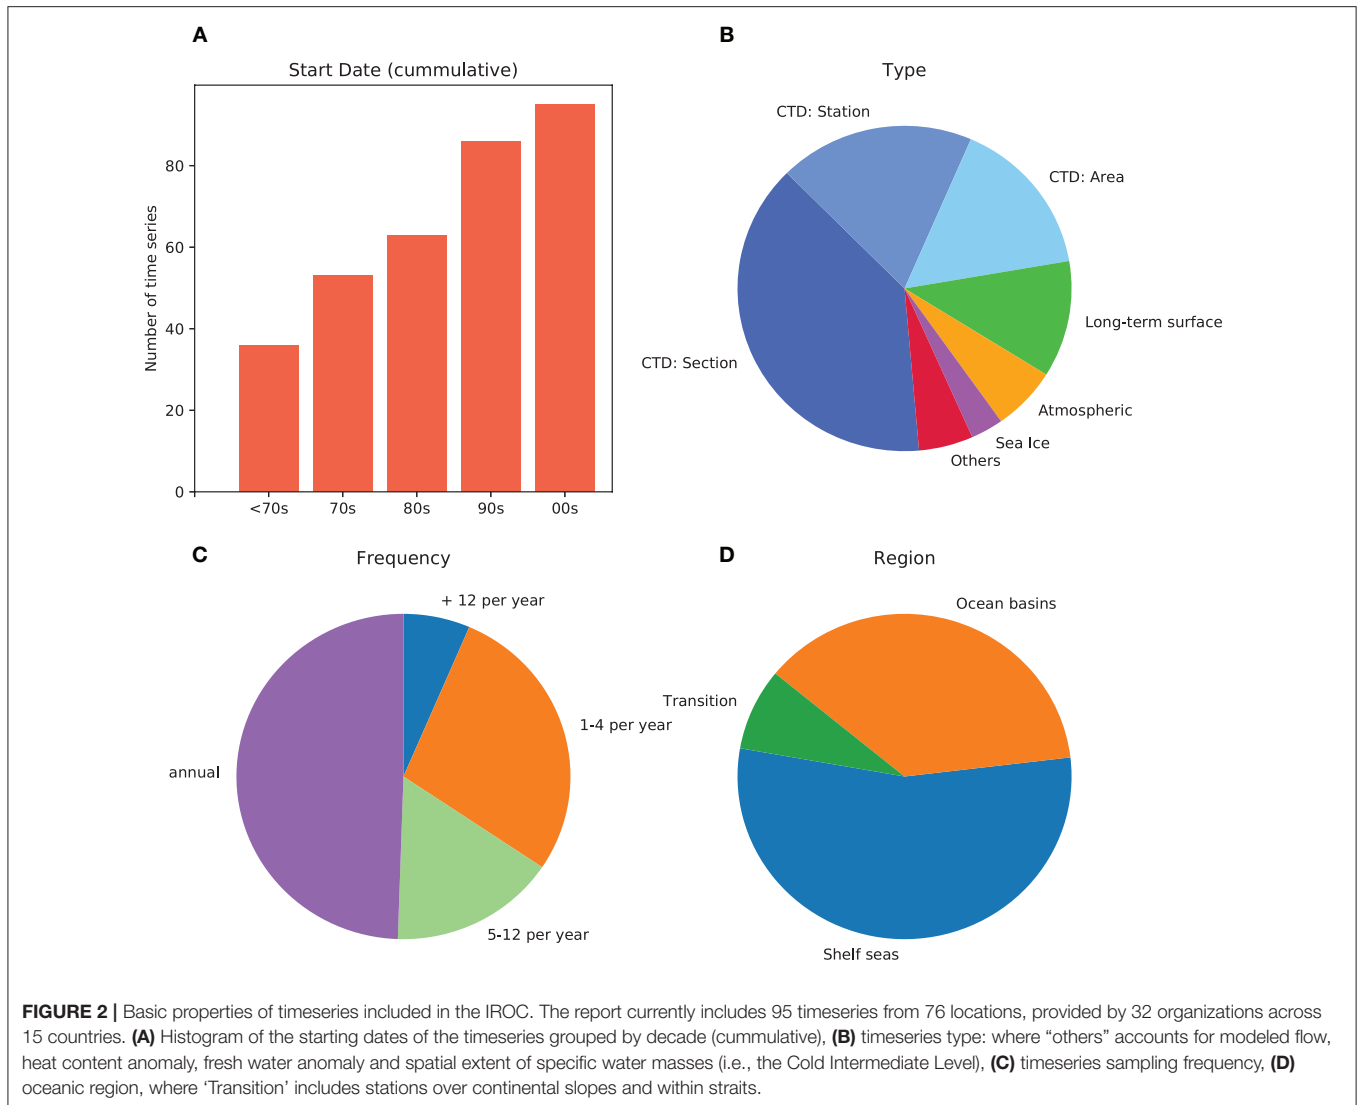 A
Start Date (cummulative)
Number of time series
80
60
40
20
0
<70s
70s
80s
90s
00s
B
Type
CTD: Station
CTD: Area
Long-term surface
CTD: Section
Atmospheric
Sea Ice
Others
C
Frequency
+ 12 per year
1-4 per year
annual
5-12 per year
D
Region
Ocean basins
Transition
Shelf seas
FIGURE 2 | Basic properties of timeseries included in the IROC. The report currently includes 95 timeseries from 76 locations, provided by 32 organizations across
15 countries. (A) Histogram of the starting dates of the timeseries grouped by decade (cummulative), (B) timeseries type: where “others” accounts for modeled flow,
heat content anomaly, fresh water anomaly and spatial extent of specific water masses (i.e., the Cold Intermediate Level), (C) timeseries sampling frequency, (D)
oceanic region, where ‘Transition’ includes stations over continental slopes and within straits.